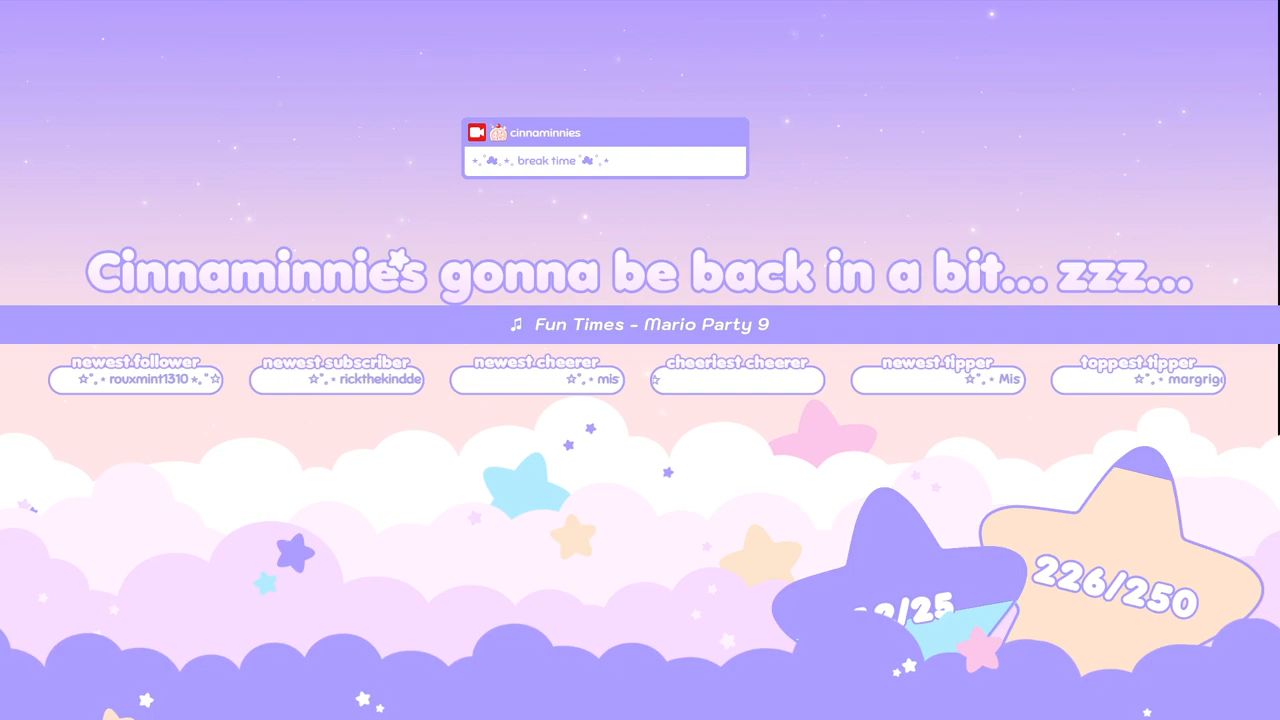 cinnaminnies
⋆｡˚☁︎｡⋆｡ break time ˚☁︎˚｡⋆
Cinnaminnie's gonna be back in a bit... zzz...
♫ Fun Times - Mario Party 9
newest follower
☆˚｡⋆ rouxmint1310 ⋆｡˚☆
newest subscriber
☆˚｡⋆ rickthekindde
newest cheerer
☆˚｡⋆ mis
cheeriest cheerer
☆
newest tipper
☆˚｡⋆ Mis
toppest tipper
☆˚｡⋆ margrig
/25
226/250